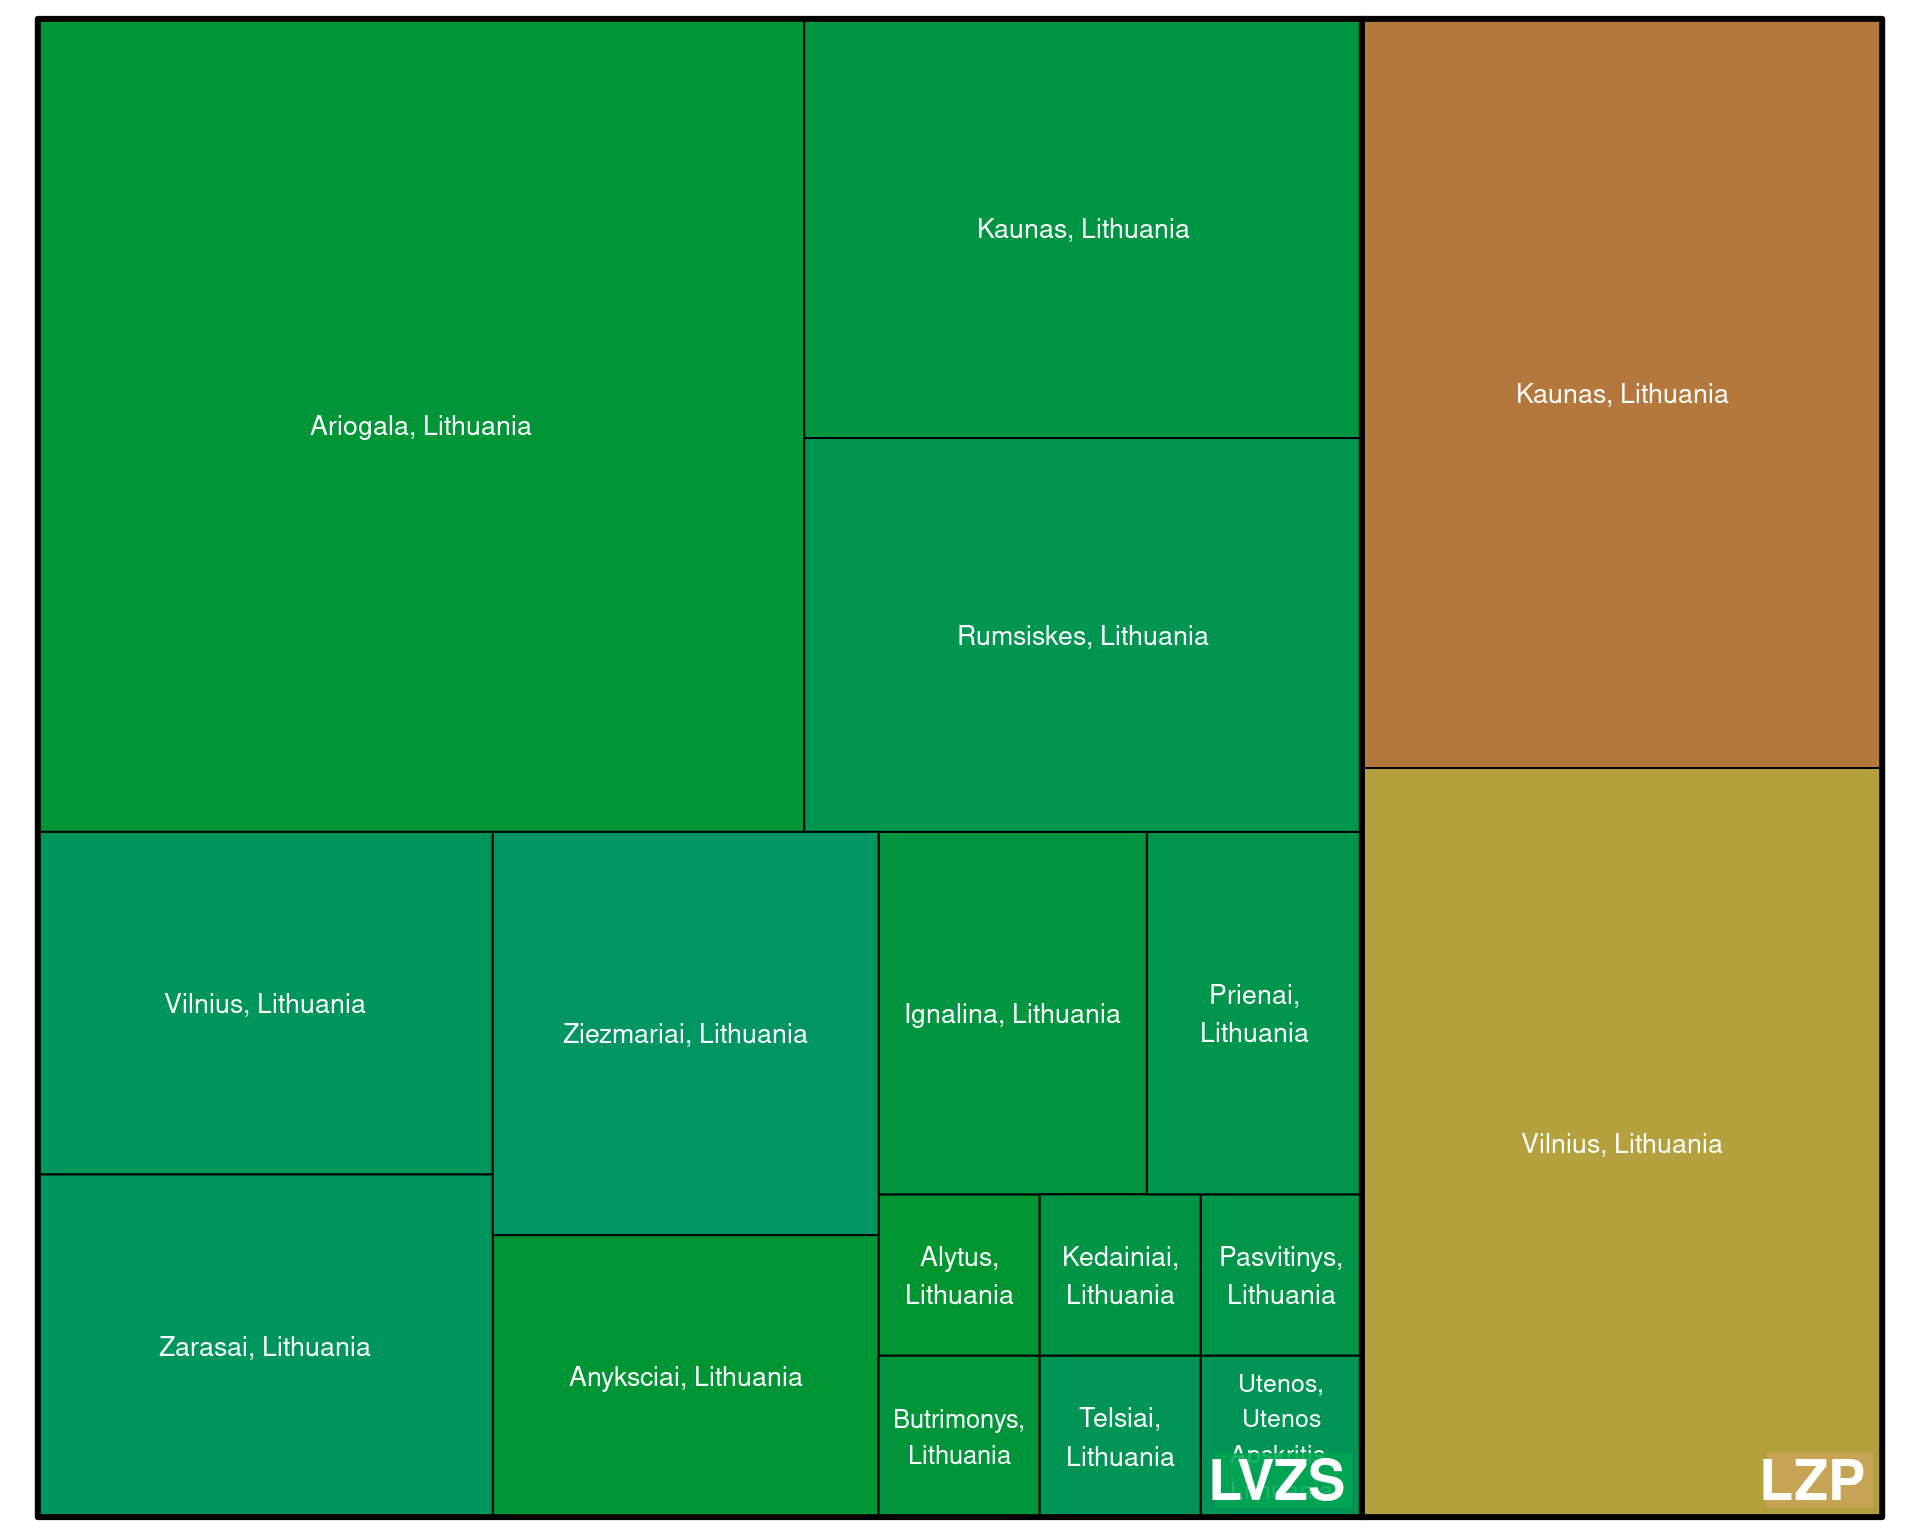 Ariogala, Lithuania
Kaunas, Lithuania
Rumsiskes, Lithuania
Vilnius, Lithuania
Zarasai, Lithuania
Ziezmariai, Lithuania
Anyksciai, Lithuania
Ignalina, Lithuania
Prienai,
Lithuania
Alytus,
Lithuania
Kedainiai,
Lithuania
Pasvitinys,
Lithuania
Butrimonys,
Lithuania
Telsiai,
Lithuania
Utenos,
Utenos
Apskritis,
LVZS
Kaunas, Lithuania
Vilnius, Lithuania
LZP